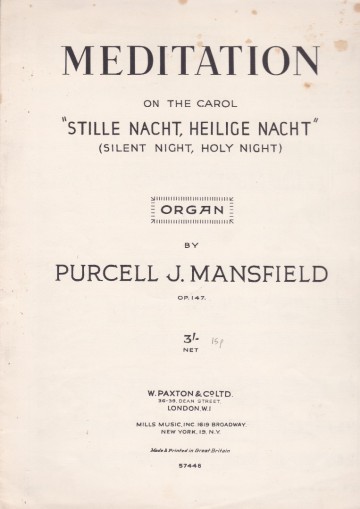 MEDITATION
ON THE CAROL
"STILLE NACHT, HEILIGE NACHT"
(SILENT NIGHT, HOLY NIGHT)
ORGAN
BY
PURCELL J. MANSFIELD
OP. 147.
3/-
15p
NET
W. PAXTON & CO LTD.
36-38, DEAN STREET.
LONDON, W.1
MILLS MUSIC, INC. 1619 BROADWAY.
NEW YORK, 19. N.Y.
Made & Printed in Great Britain
57448